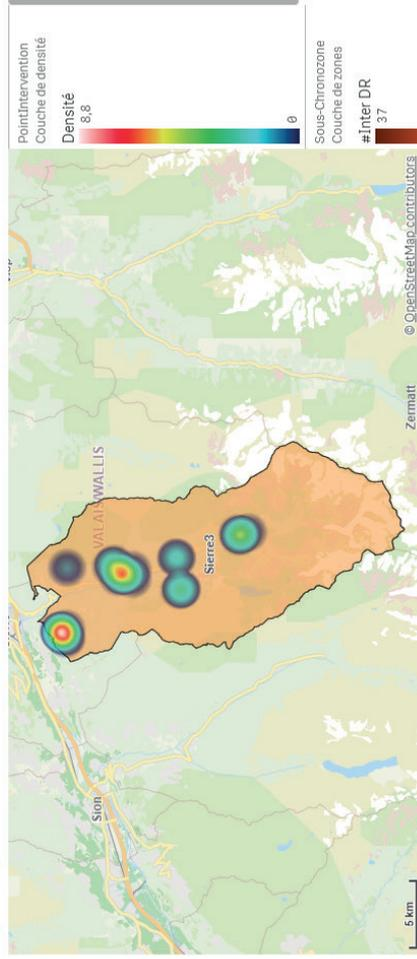 PointIntervention
Couche de densité
Densité
8,8
0
Sous-Chronozone
Couche de zones
#Inter DR
37
VALAIS/WALLIS
Sierre3
Sion
Zermatt
5 km
© OpenStreetMap contributors